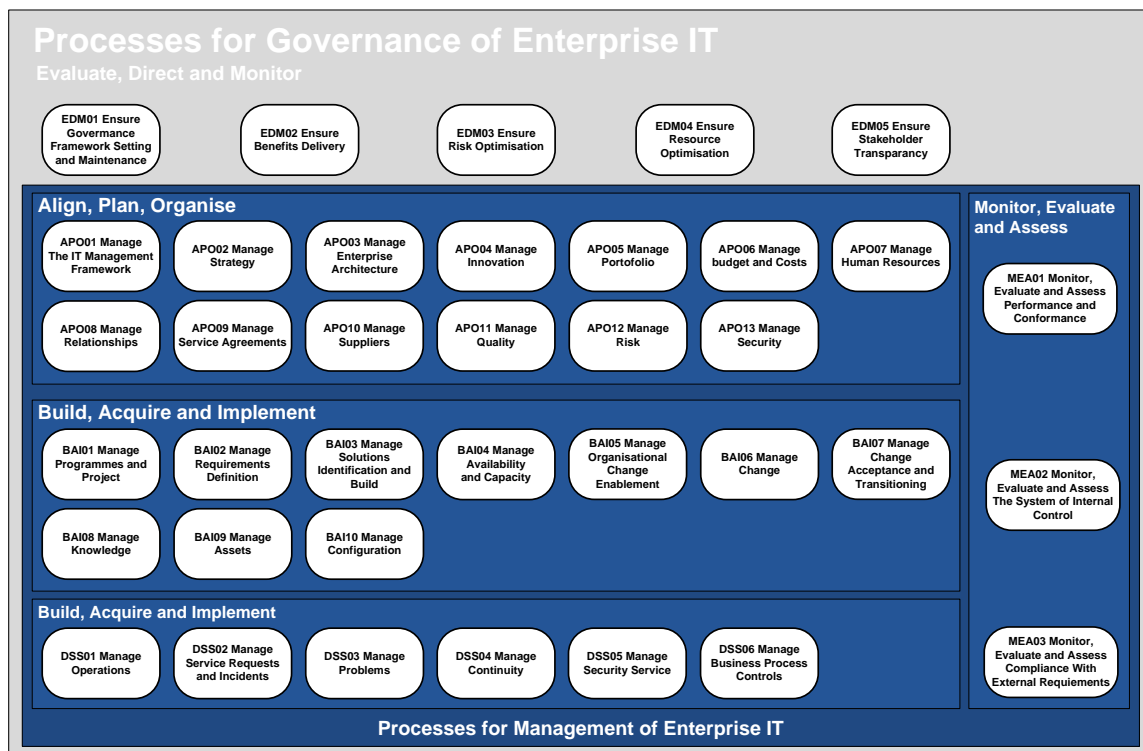 Processes for Governance of Enterprise IT
Evaluate, Direct and Monitor
EDM01 Ensure
Governance
Framework Setting
and Maintenance
EDM02 Ensure
Benefits Delivery
EDM03 Ensure
Risk Optimisation
EDM04 Ensure
Resource
Optimisation
EDM05 Ensure
Stakeholder
Transparancy
Align, Plan, Organise
APO01 Manage
The IT Management
Framework
APO02 Manage
Strategy
APO03 Manage
Enterprise
Architecture
APO04 Manage
Innovation
APO05 Manage
Portofolio
APO06 Manage
budget and Costs
APO07 Manage
Human Resources
APO08 Manage
Relationships
APO09 Manage
Service Agreements
APO10 Manage
Suppliers
APO11 Manage
Quality
APO12 Manage
Risk
APO13 Manage
Security
Build, Acquire and Implement
BAI01 Manage
Programmes and
Project
BAI02 Manage
Requirements
Definition
BAI03 Manage
Solutions
Identification and
Build
BAI04 Manage
Availability
and Capacity
BAI05 Manage
Organisational
Change
Enablement
BAI06 Manage
Change
BAI07 Manage
Change
Acceptance and
Transitioning
BAI08 Manage
Knowledge
BAI09 Manage
Assets
BAI10 Manage
Configuration
Build, Acquire and Implement
DSS01 Manage
Operations
DSS02 Manage
Service Requests
and Incidents
DSS03 Manage
Problems
DSS04 Manage
Continuity
DSS05 Manage
Security Service
DSS06 Manage
Business Process
Controls
Monitor, Evaluate
and Assess
MEA01 Monitor,
Evaluate and Assess
Performance and
Conformance
MEA02 Monitor,
Evaluate and Assess
The System of Internal
Control
MEA03 Monitor,
Evaluate and Assess
Compliance With
External Requiements
Processes for Management of Enterprise IT